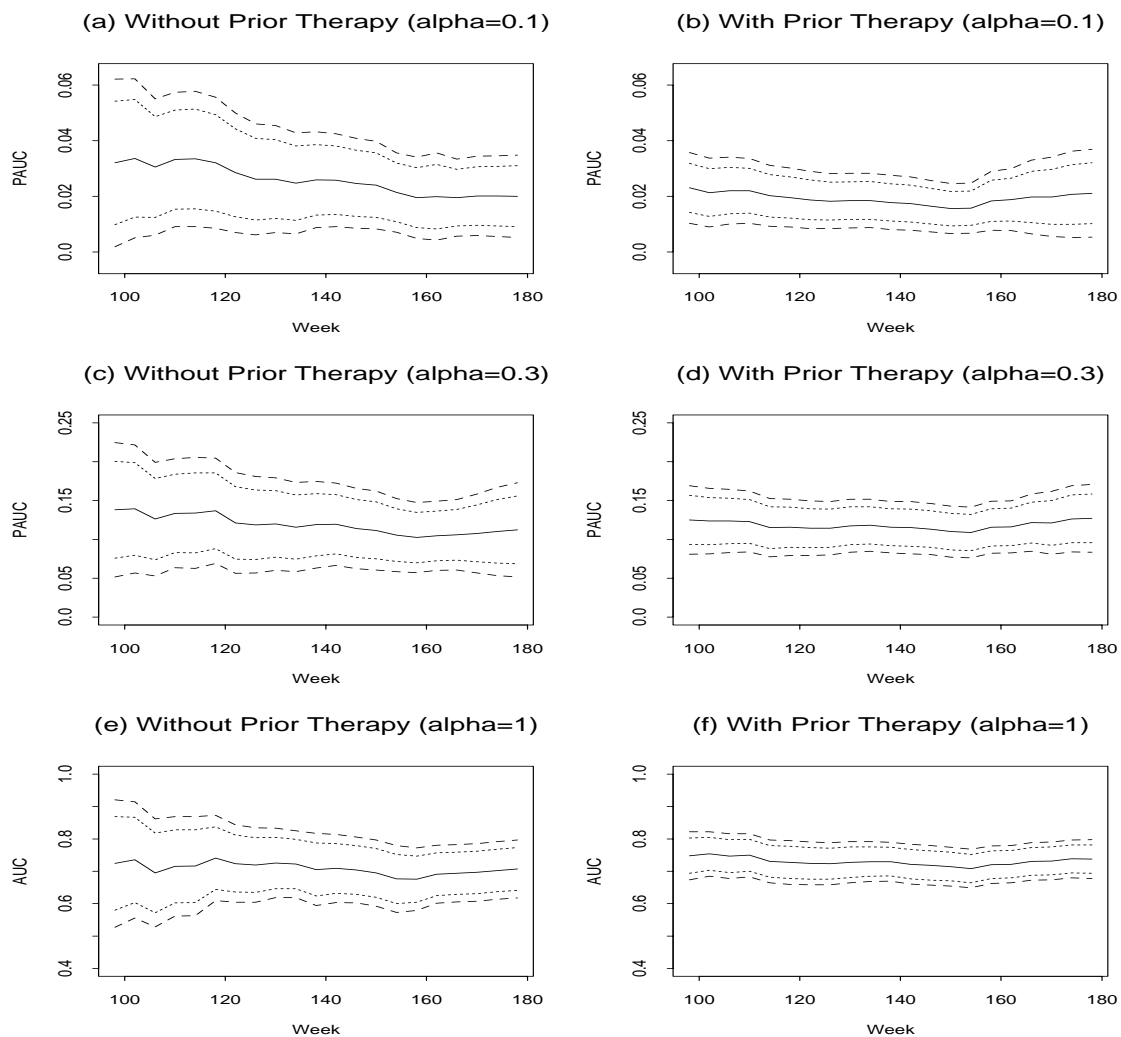 (a) Without Prior Therapy (alpha=0.1)
PAUC
0.06
0.04
0.02
0.0
100 120 140 160 180
Week
(b) With Prior Therapy (alpha=0.1)
PAUC
0.06
0.04
0.02
0.0
100 120 140 160 180
Week
(c) Without Prior Therapy (alpha=0.3)
PAUC
0.25
0.15
0.05
0.0
100 120 140 160 180
Week
(d) With Prior Therapy (alpha=0.3)
PAUC
0.25
0.15
0.05
0.0
100 120 140 160 180
Week
(e) Without Prior Therapy (alpha=1)
AUC
1.0
0.8
0.6
0.4
100 120 140 160 180
Week
(f) With Prior Therapy (alpha=1)
AUC
1.0
0.8
0.6
0.4
100 120 140 160 180
Week